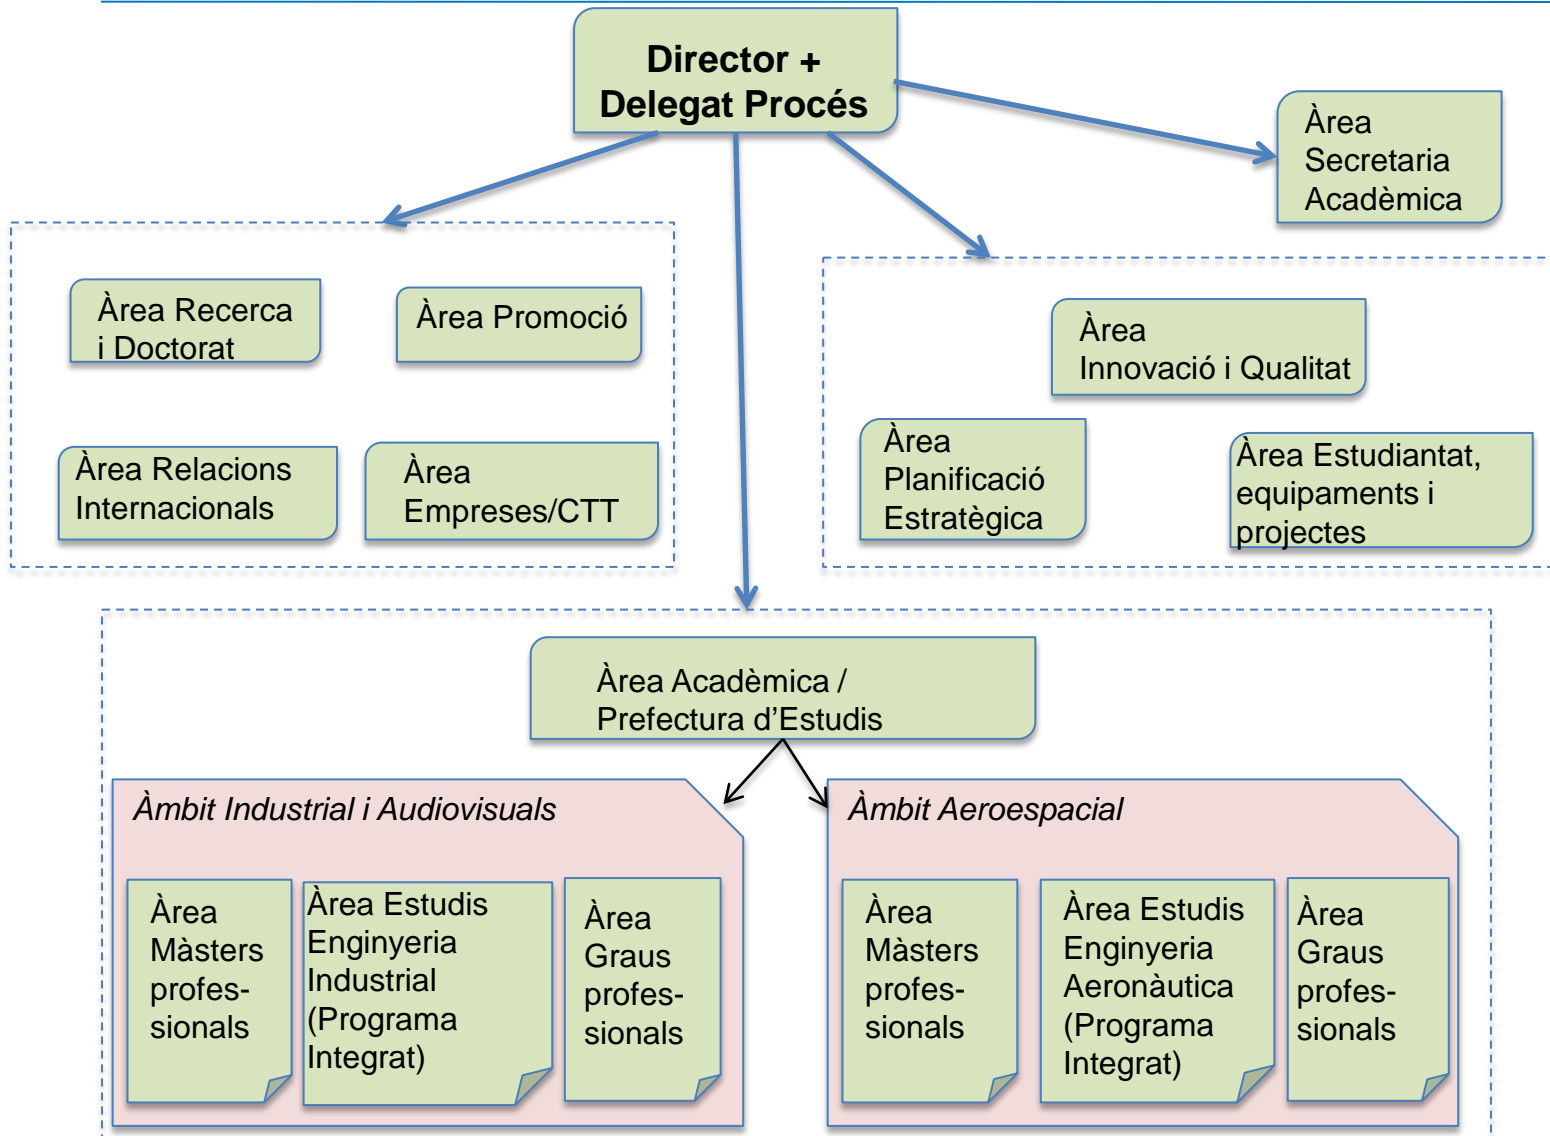 Director +
Delegat Procés
Àrea
Secretaria
Acadèmica
Àrea Recerca
i Doctorat
Àrea Promoció
Àrea Relacions
Internacionals
Àrea
Empreses/CTT
Àrea
Innovació i Qualitat
Àrea
Planificació
Estratègica
Àrea Estudiantat,
equipaments i
projectes
Àrea Acadèmica /
Prefectura d’Estudis
Àmbit Industrial i Audiovisuals
Àrea
Màsters
profes-
sionals
Àrea Estudis
Enginyeria
Industrial
(Programa
Integrat)
Àrea
Graus
profes-
sionals
Àmbit Aeroespacial
Àrea
Màsters
profes-
sionals
Àrea Estudis
Enginyeria
Aeronàutica
(Programa
Integrat)
Àrea
Graus
profes-
sionals